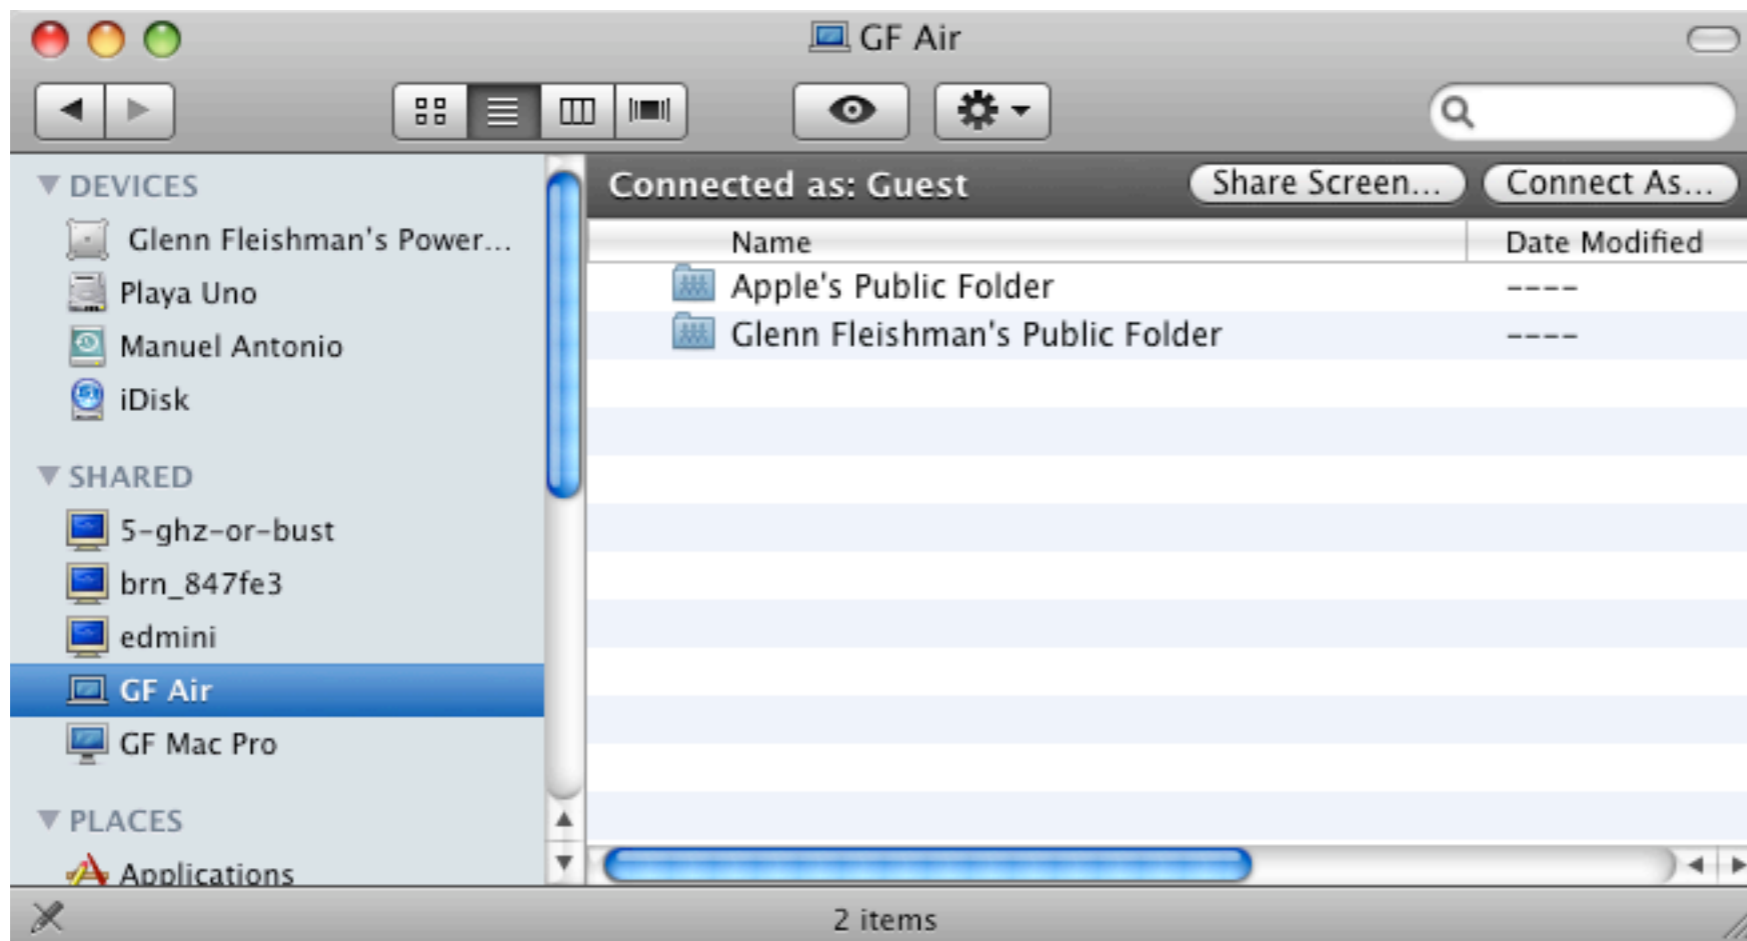 GF Air
DEVICES
Glenn Fleishman's Power...
Playa Uno
Manuel Antonio
iDisk
SHARED
5-ghz-or-bust
brn_847fe3
edmini
GF Air
GF Mac Pro
PLACES
Applications
Connected as: Guest
Share Screen...
Connect As...
Name
Date Modified
Apple's Public Folder
----
Glenn Fleishman's Public Folder
----
2 items